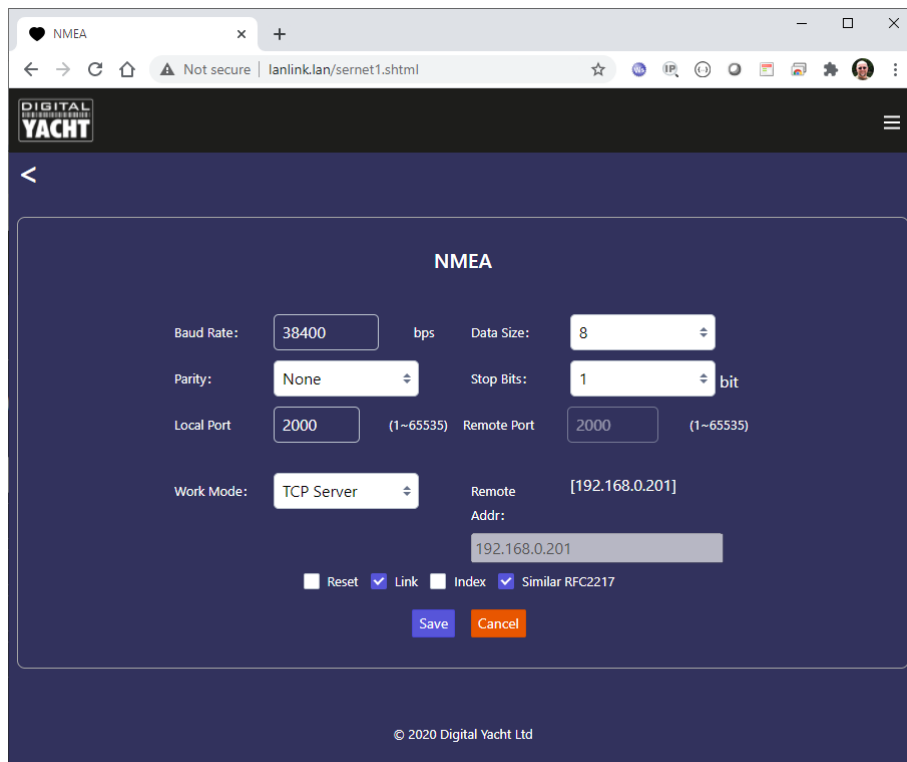 NMEA
Not secure | lanlink.lan/sernet1.shtml
DIGITAL
YACHT
<
NMEA
Baud Rate: 38400 bps Data Size: 8
Parity: None Stop Bits: 1 bit
Local Port 2000 (1~65535) Remote Port 2000 (1~65535)
Work Mode: TCP Server Remote Addr: [192.168.0.201]
192.168.0.201
Reset Link Index Similar RFC2217
Save Cancel
© 2020 Digital Yacht Ltd